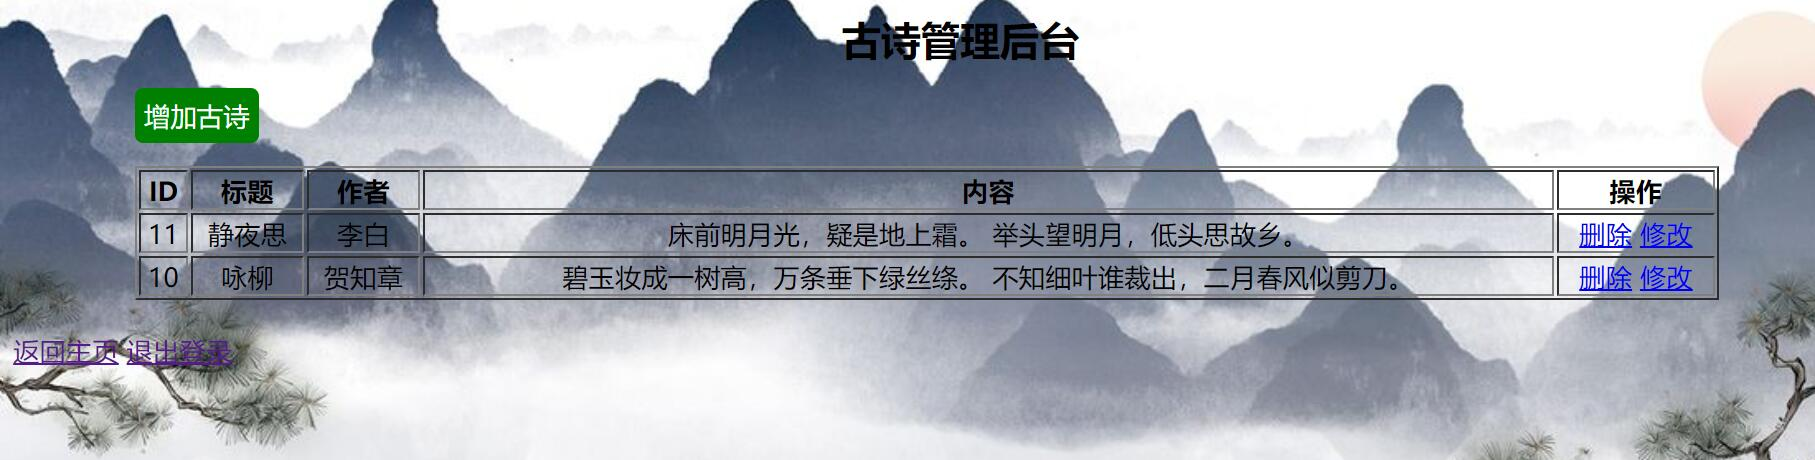 古诗管理后台
增加古诗
ID 标题 作者 内容 操作
11 静夜思 李白 床前明月光，疑是地上霜。 举头望明月，低头思故乡。 删除 修改
10 咏柳 贺知章 碧玉妆成一树高，万条垂下绿丝绦。 不知细叶谁裁出，二月春风似剪刀。 删除 修改
返回主页 退出登录